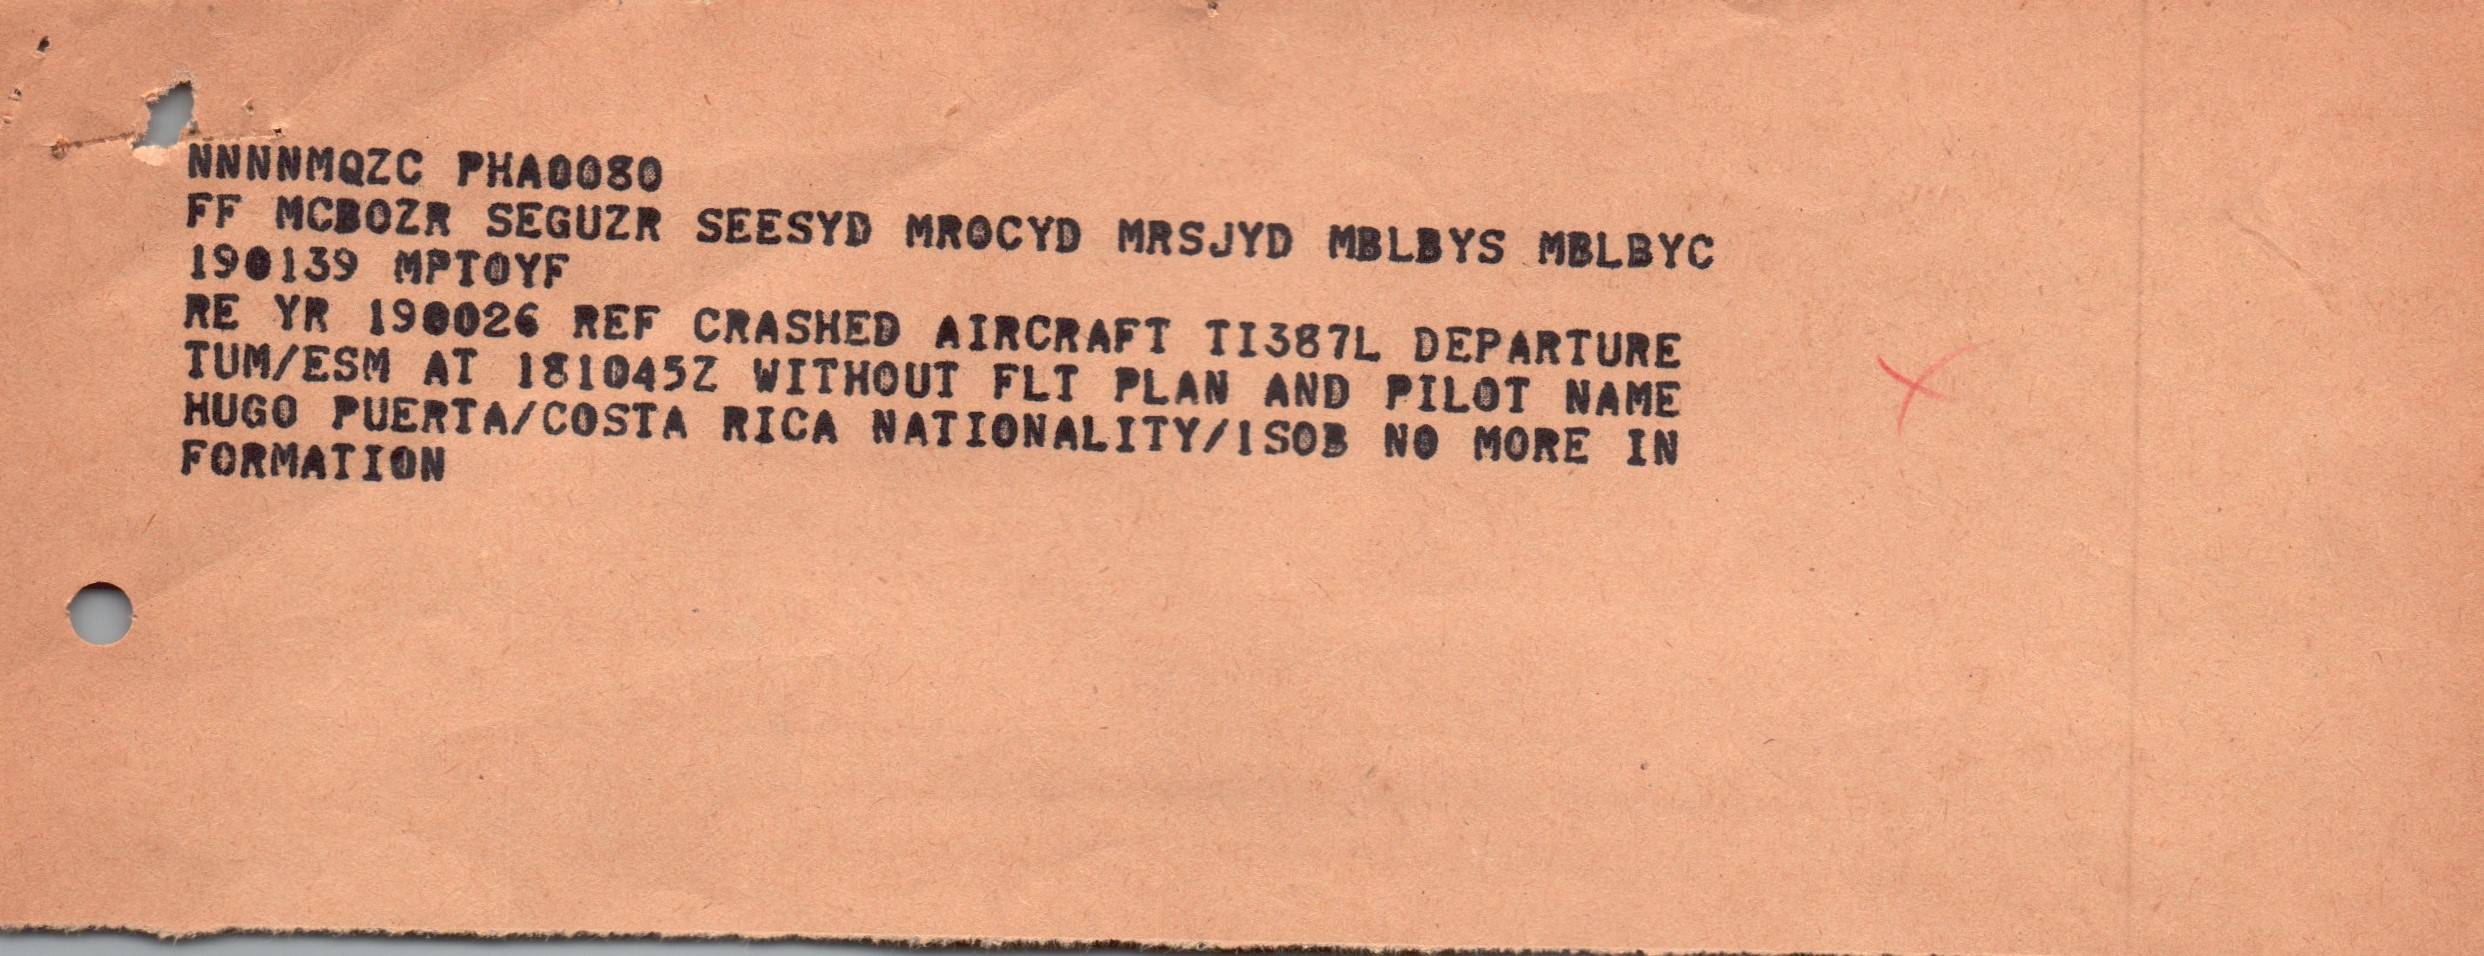 NNNNMQZC PHA0080
FF MCBOZR SEGUZR SEESYD MROCYD MRSJYD MBLBYS MBLBYC
190139 MPTOYF
RE YR 190026 REF CRASHED AIRCRAFT TI387L DEPARTURE
TUM/ESM AT 181045Z WITHOUT FLT PLAN AND PILOT NAME
HUGO PUERTA/COSTA RICA NATIONALITY/1SOB NO MORE IN
FORMATION